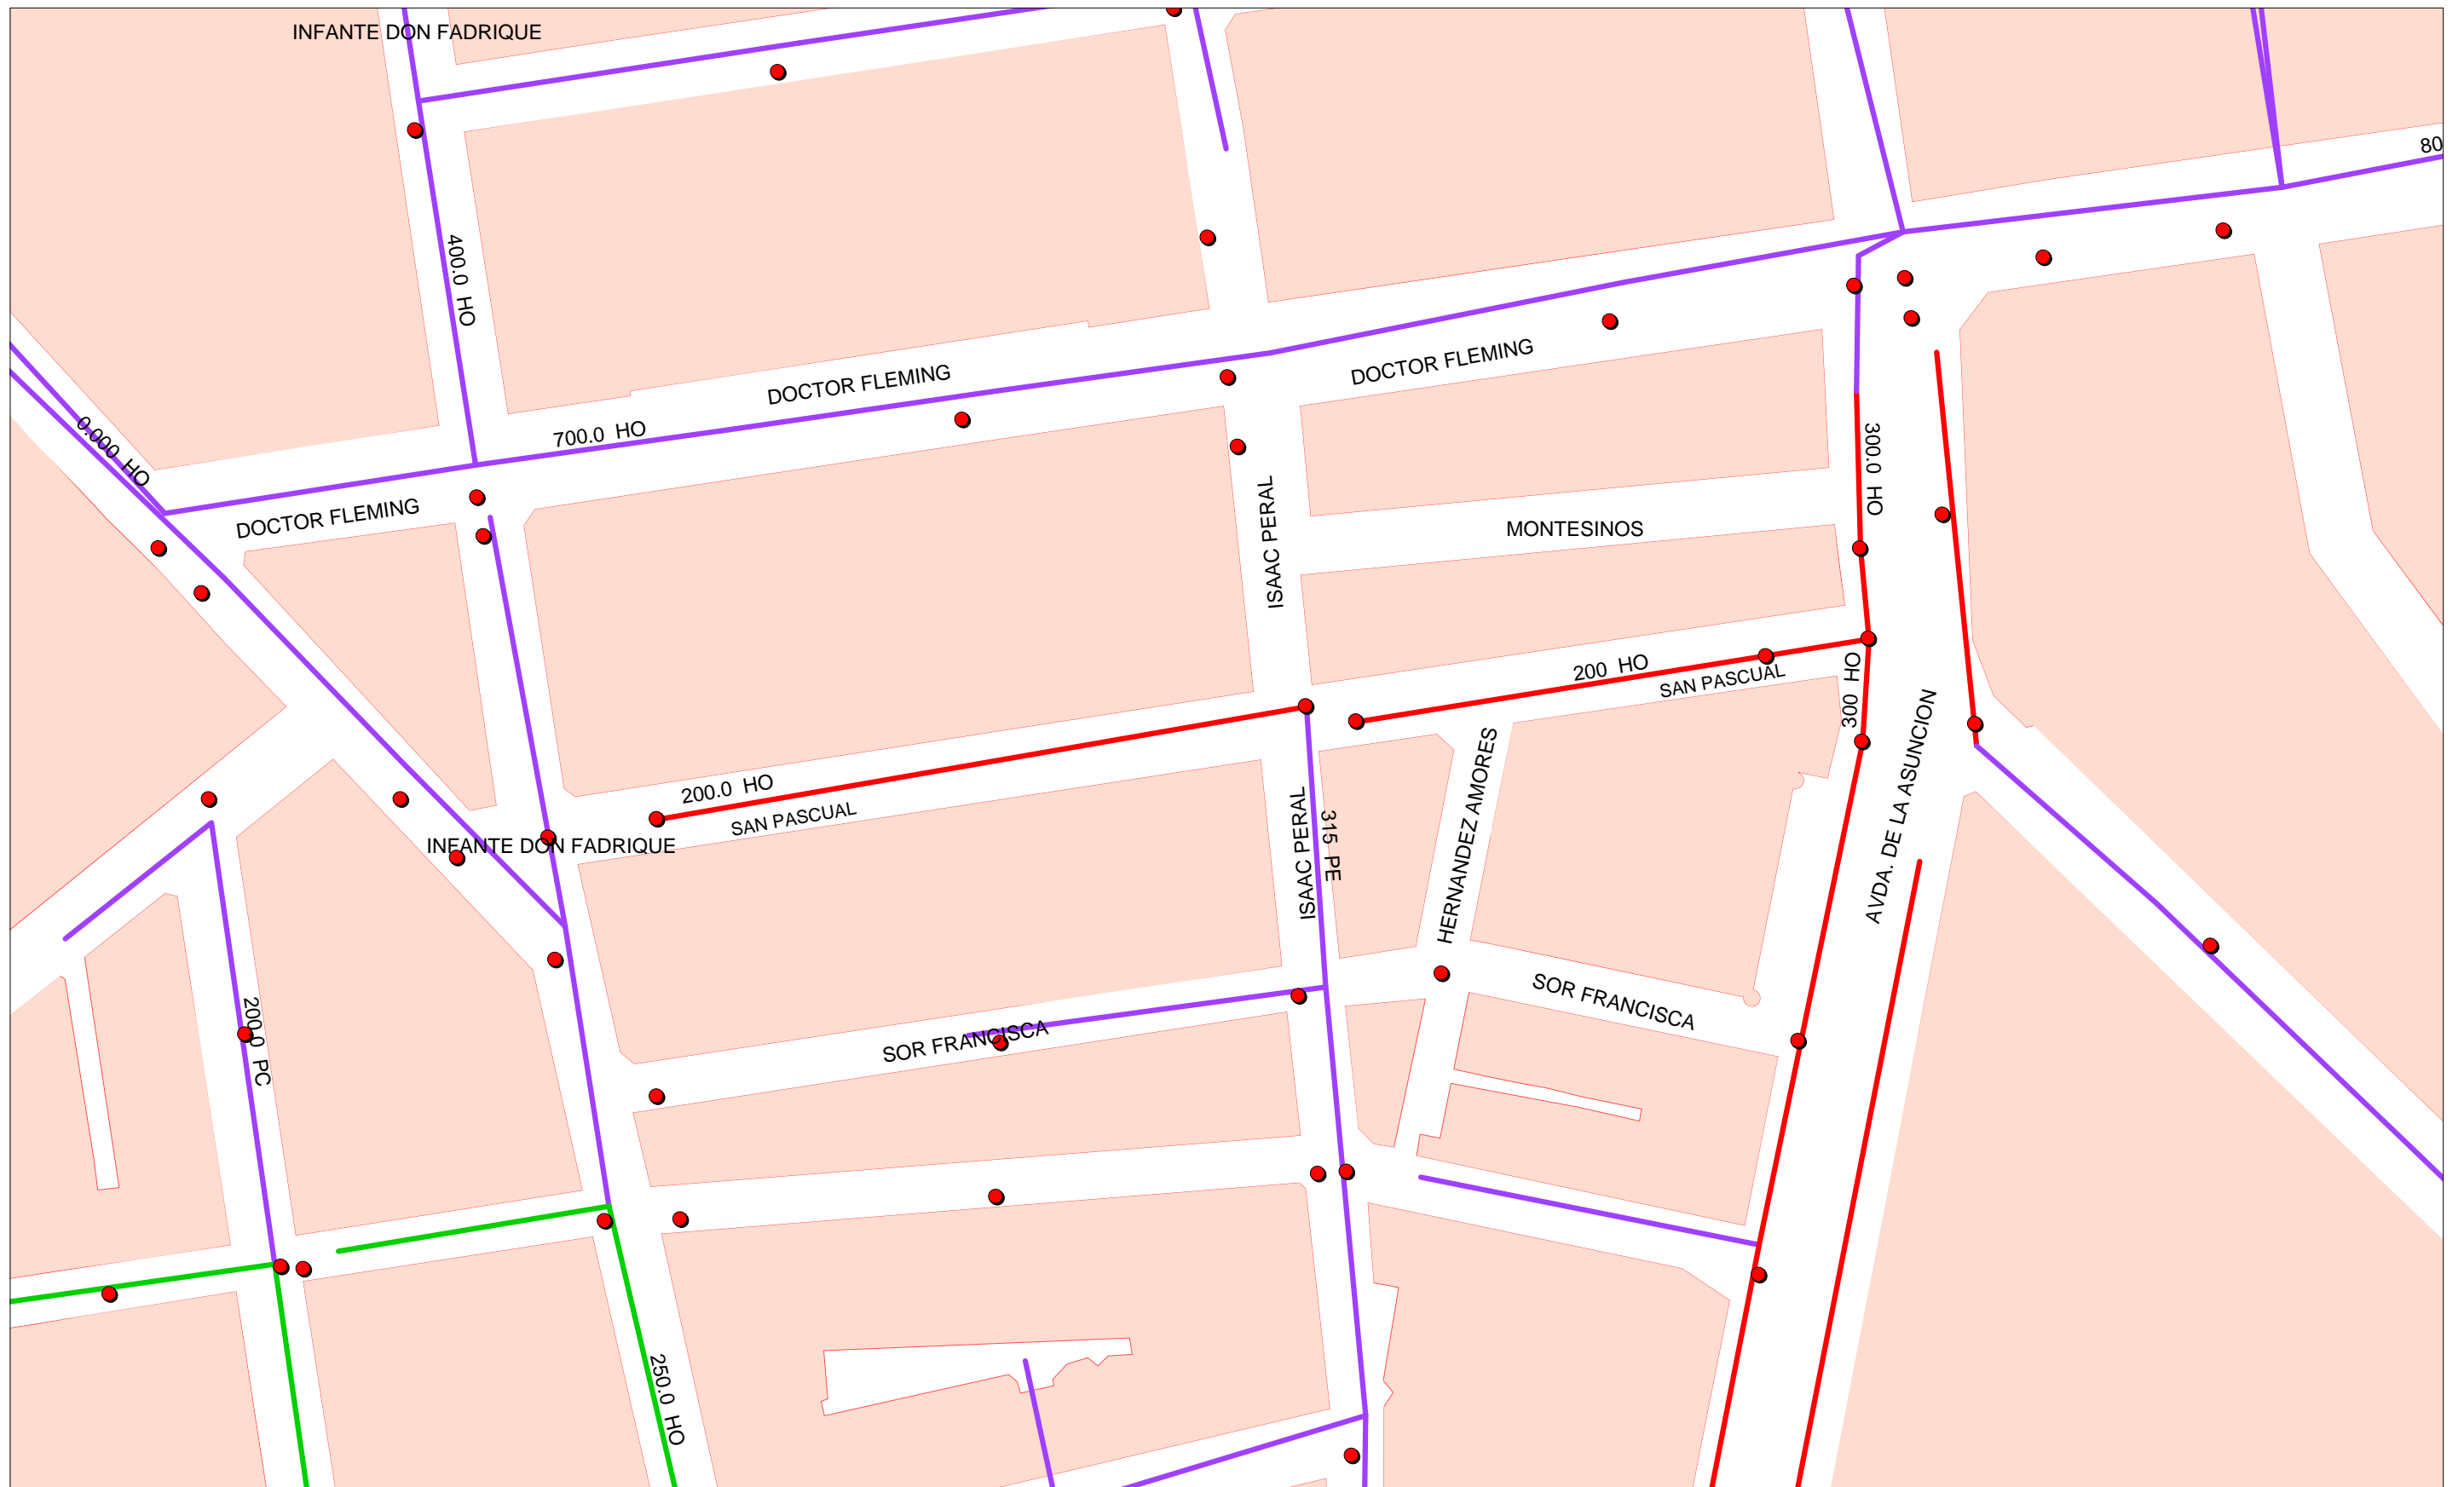 INFANTE DON FADRIQUE
80
400.0 HO
DOCTOR FLEMING
DOCTOR FLEMING
700.0 HO
0.000 HO
DOCTOR FLEMING
300.0 HO
ISAAC PERAL
MONTESINOS
200 HO
SAN PASCUAL
300 HO
200.0 HO
SAN PASCUAL
INFANTE DON FADRIQUE
ISAAC PERAL
315 PE
HERNANDEZ AMORES
AVDA. DE LA ASUNCION
SOR FRANCISCA
SOR FRANCISCA
200.0 PC
250.0 HO